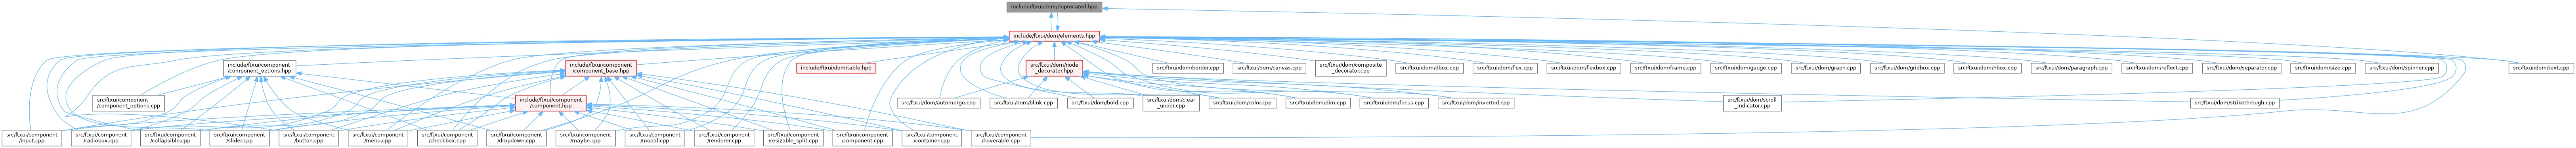 include/ftxui/dom/deprecated.hpp
include/ftxui/dom/elements.hpp
include/ftxui/component
/component_options.hpp
include/ftxui/component
/component_base.hpp
include/ftxui/dom/table.hpp
src/ftxui/dom/node
_decorator.hpp
src/ftxui/dom/border.cpp
src/ftxui/dom/canvas.cpp
src/ftxui/dom/composite
_decorator.cpp
src/ftxui/dom/dbox.cpp
src/ftxui/dom/flex.cpp
src/ftxui/dom/flexbox.cpp
src/ftxui/dom/frame.cpp
src/ftxui/dom/gauge.cpp
src/ftxui/dom/graph.cpp
src/ftxui/dom/gridbox.cpp
src/ftxui/dom/hbox.cpp
src/ftxui/dom/paragraph.cpp
src/ftxui/dom/reflect.cpp
src/ftxui/dom/separator.cpp
src/ftxui/dom/size.cpp
src/ftxui/dom/spinner.cpp
src/ftxui/dom/text.cpp
src/ftxui/component
/component_options.cpp
include/ftxui/component
/component.hpp
src/ftxui/dom/automerge.cpp
src/ftxui/dom/blink.cpp
src/ftxui/dom/bold.cpp
src/ftxui/dom/clear
_under.cpp
src/ftxui/dom/color.cpp
src/ftxui/dom/dim.cpp
src/ftxui/dom/focus.cpp
src/ftxui/dom/inverted.cpp
src/ftxui/dom/scroll
_indicator.cpp
src/ftxui/dom/strikethrough.cpp
src/ftxui/component
/input.cpp
src/ftxui/component
/radiobox.cpp
src/ftxui/component
/collapsible.cpp
src/ftxui/component
/slider.cpp
src/ftxui/component
/button.cpp
src/ftxui/component
/menu.cpp
src/ftxui/component
/checkbox.cpp
src/ftxui/component
/dropdown.cpp
src/ftxui/component
/maybe.cpp
src/ftxui/component
/modal.cpp
src/ftxui/component
/renderer.cpp
src/ftxui/component
/resizable_split.cpp
src/ftxui/component
/component.cpp
src/ftxui/component
/container.cpp
src/ftxui/component
/hoverable.cpp